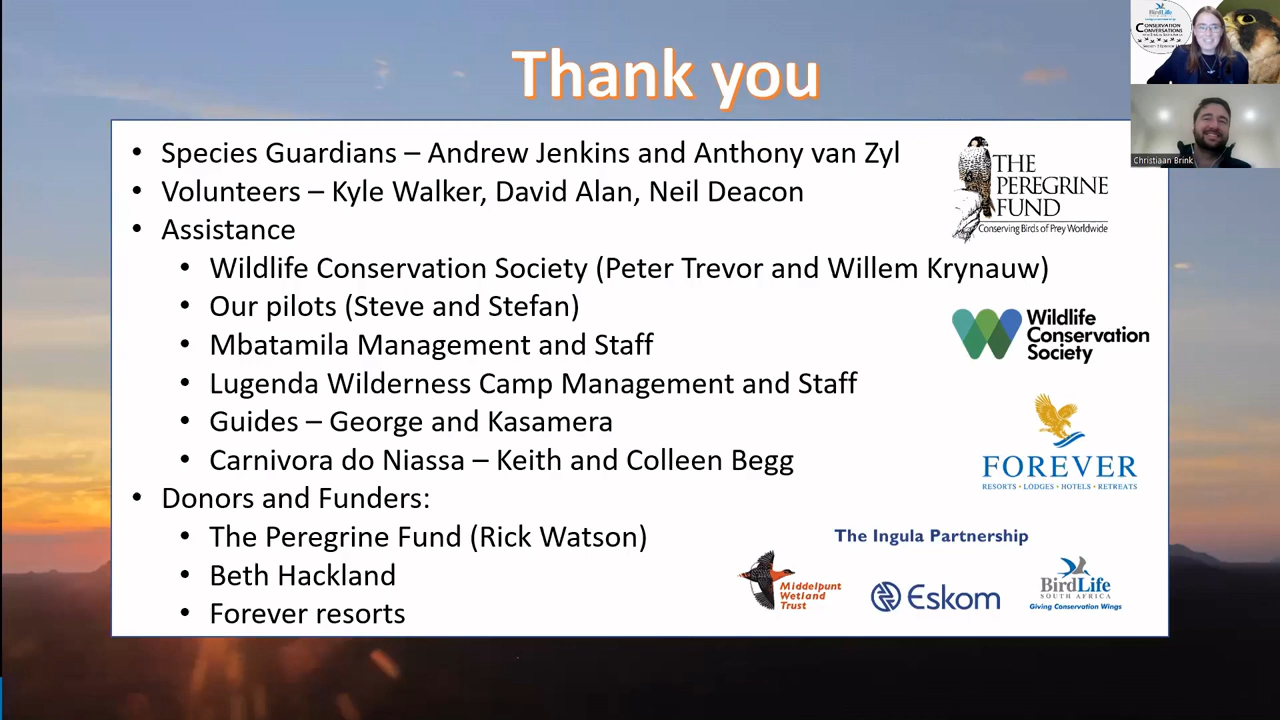 Thank you
• Species Guardians – Andrew Jenkins and Anthony van Zyl
• Volunteers – Kyle Walker, David Alan, Neil Deacon
• Assistance
• Wildlife Conservation Society (Peter Trevor and Willem Krynauw)
• Our pilots (Steve and Stefan)
• Mbatamila Management and Staff
• Lugenda Wilderness Camp Management and Staff
• Guides – George and Kasamera
• Carnivora do Niassa – Keith and Colleen Begg
• Donors and Funders:
• The Peregrine Fund (Rick Watson)
• Beth Hackland
• Forever resorts
THE
PEREGRINE
FUND
Conserving Birds of Prey Worldwide
Wildlife
Conservation
Society
FOREVER
RESORTS • LODGES • HOTELS • RETREATS
The Ingula Partnership
Middelpunt
Wetland
Trust
Eskom
BirdLife
SOUTH AFRICA
Giving Conservation Wings
BirdLife
CONSERVATION
CONVERSATIONS
Christiaan Brink